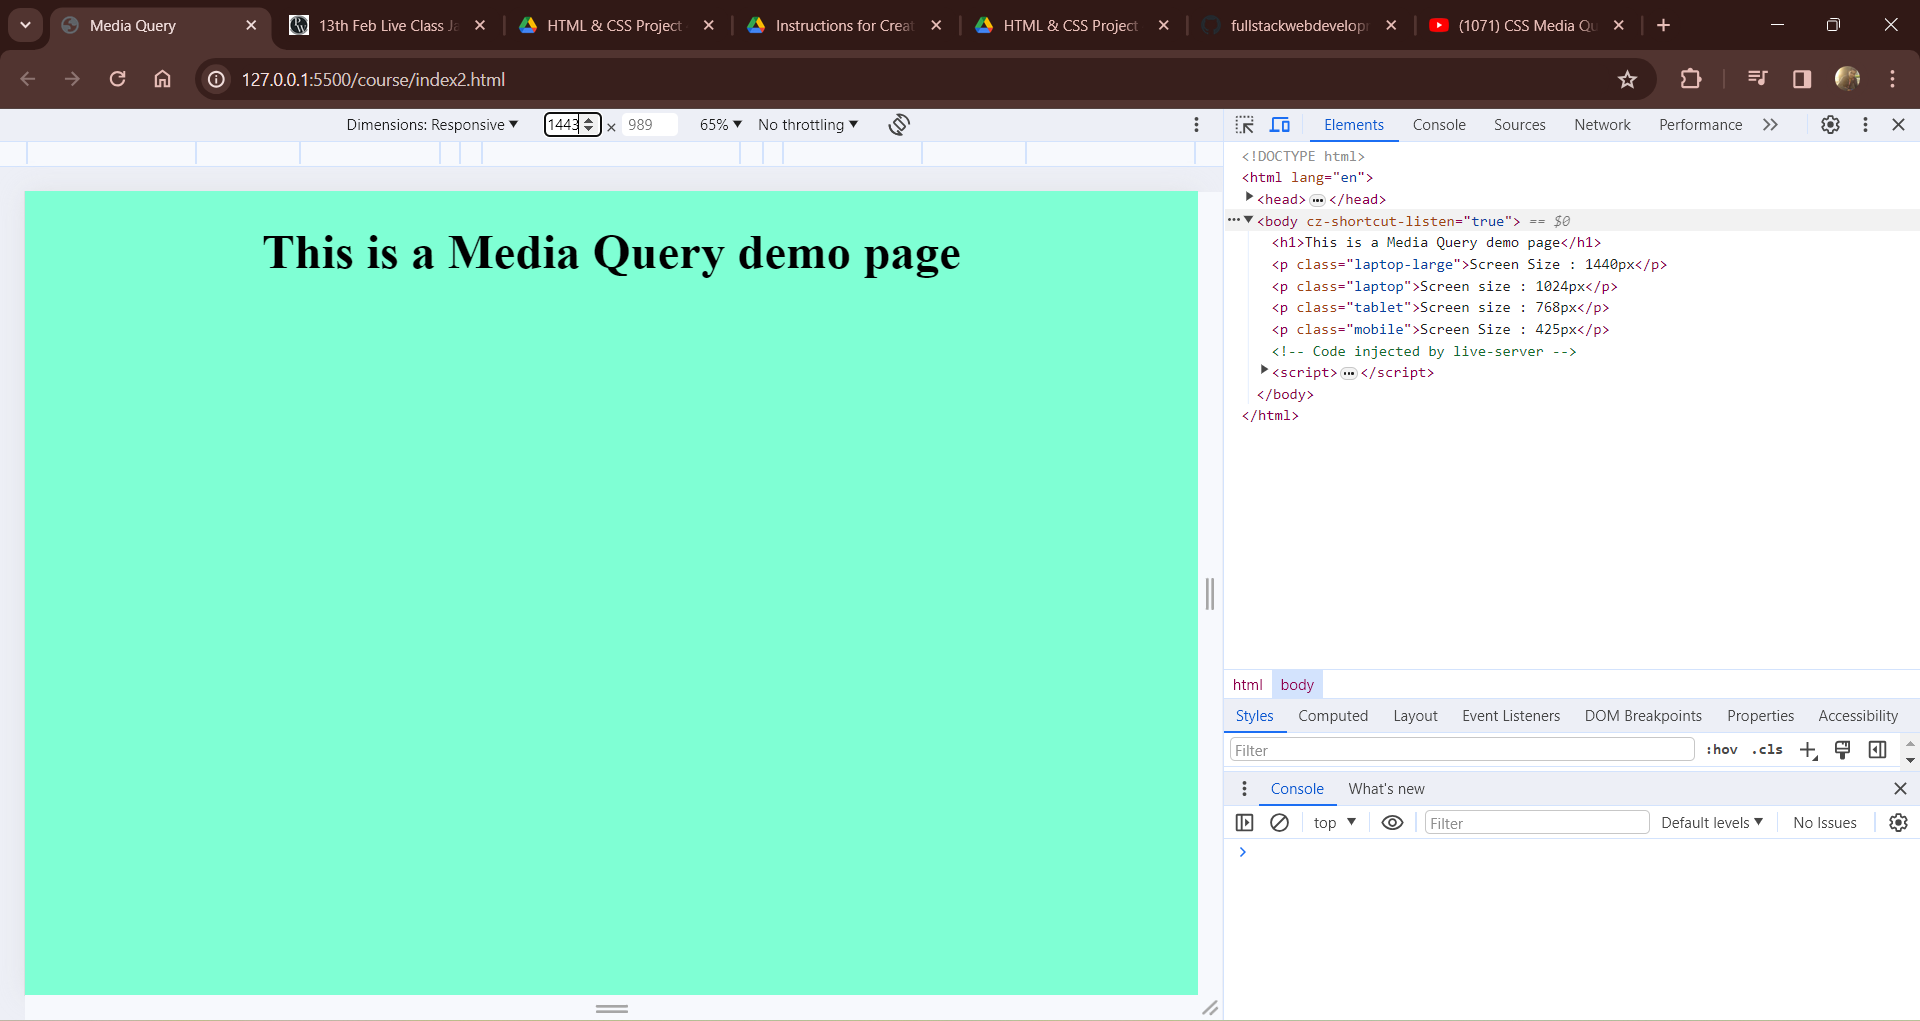 Media Query
13th Feb Live Class Ja
HTML & CSS Project
Instructions for Creat
HTML & CSS Project
fullstackwebdevelopr
(1071) CSS Media Qu
127.0.0.1:5500/course/index2.html
Dimensions: Responsive 1443 × 989 65% No throttling
Elements Console Sources Network Performance
This is a Media Query demo page
<!DOCTYPE html>
<html lang="en">
<head> ••• </head>
••• <body cz-shortcut-listen="true"> == $0
<h1>This is a Media Query demo page</h1>
<p class="laptop-large">Screen Size : 1440px</p>
<p class="laptop">Screen size : 1024px</p>
<p class="tablet">Screen size : 768px</p>
<p class="mobile">Screen Size : 425px</p>
<!-- Code injected by live-server -->
<script> ••• </script>
</body>
</html>
html body
Styles Computed Layout Event Listeners DOM Breakpoints Properties Accessibility
Filter :hov .cls
Console What's new
top Filter Default levels No Issues